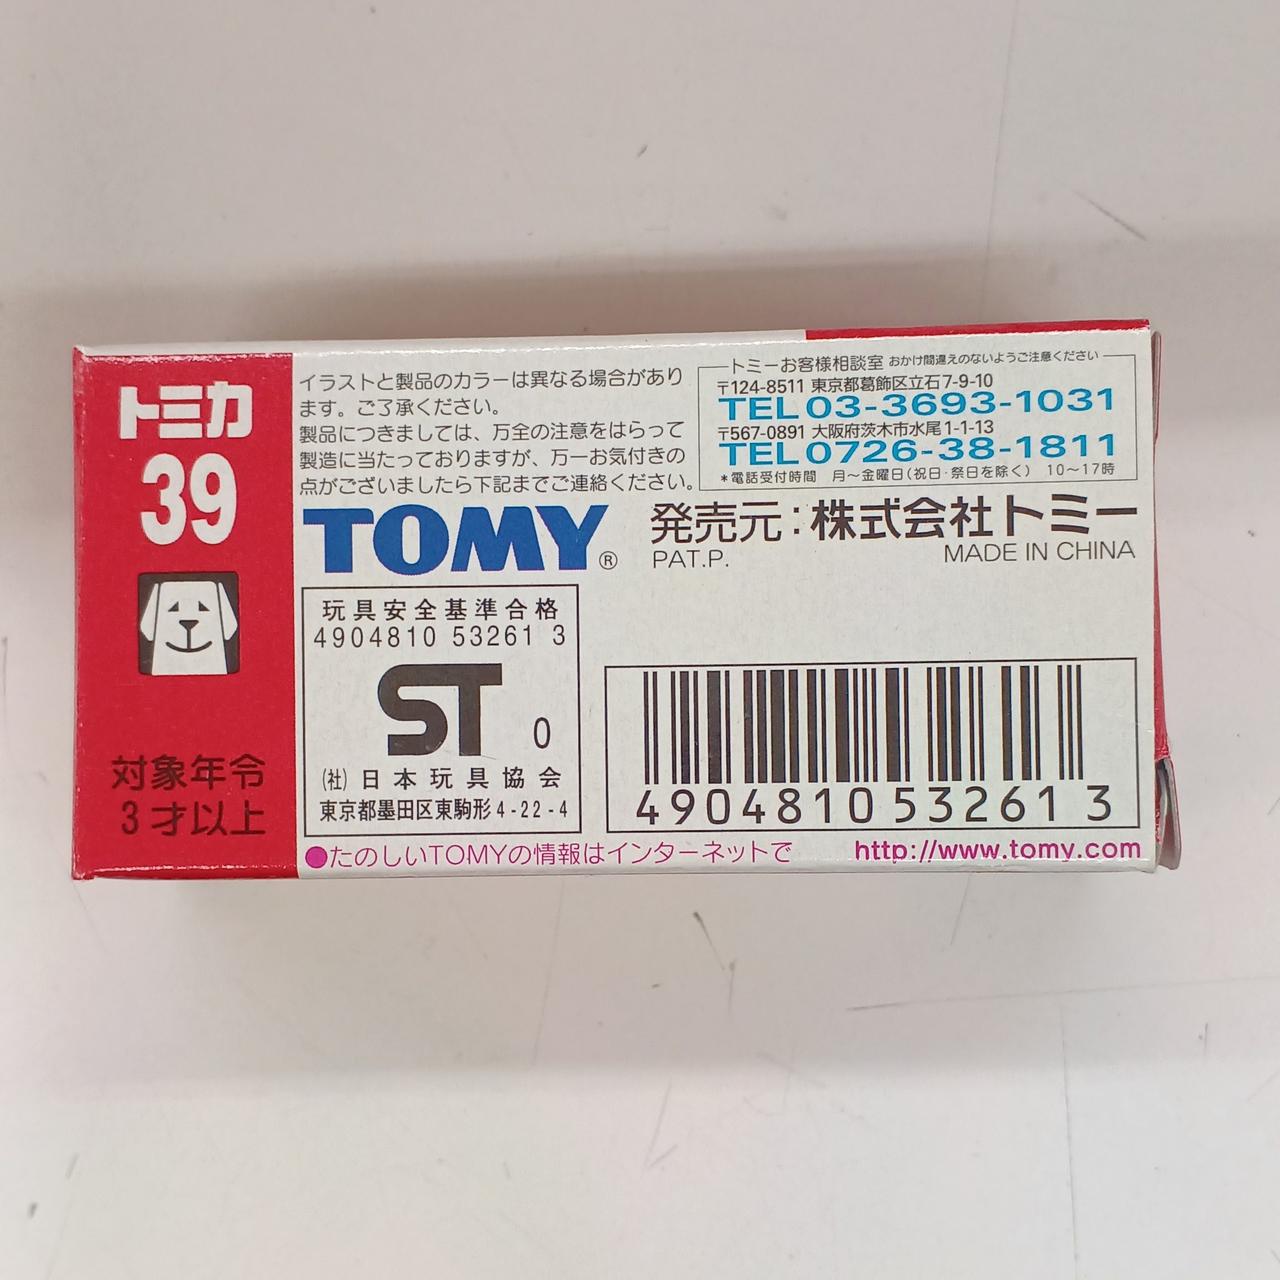 トミカ
39
対象年令
3才以上
イラストと製品のカラーは異なる場合があり
ます。ご了承ください。
製品につきましては、万全の注意をはらって
製造に当たっておりますが、万一お気付きの
点がございましたら下記までご連絡ください。
トミーお客様相談室 おかけ間違えのないようご注意ください
〒124-8511 東京都葛飾区立石7-9-10
TEL 03-3693-1031
〒567-0891 大阪府茨木市水尾1-1-13
TEL 0726-38-1811
*電話受付時間 月～金曜日(祝日・祭日を除く) 10～17時
TOMY®
発売元:株式会社トミー
PAT.P. MADE IN CHINA
玩具安全基準合格
4904810 53261 3
ST 0
(社)日本玩具協会
東京都墨田区東駒形4-22-4
4904810532613
●たのしいTOMYの情報はインターネットで http://www.tomy.com